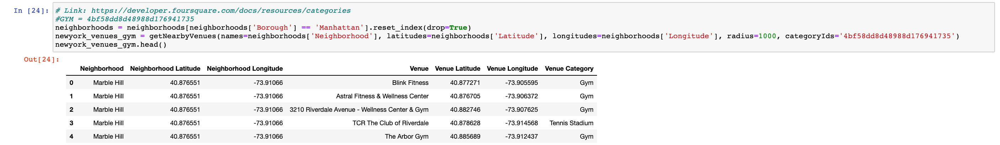 In [24]: # Link: https://developer.foursquare.com/docs/resources/categories
#GYM = 4bf58dd8d48988d176941735
neighborhoods = neighborhoods[neighborhoods['Borough'] == 'Manhattan'].reset_index(drop=True)
newyork_venues_gym = getNearbyVenues(names=neighborhoods['Neighborhood'], latitudes=neighborhoods['Latitude'], longitudes=neighborhoods['Longitude'], radius=1000, categoryIds='4bf58dd8d48988d176941735')
newyork_venues_gym.head()
Out[24]:
Neighborhood Neighborhood Latitude Neighborhood Longitude Venue Venue Latitude Venue Longitude Venue Category
0 Marble Hill 40.876551 -73.91066 Blink Fitness 40.877271 -73.905595 Gym
1 Marble Hill 40.876551 -73.91066 Astral Fitness & Wellness Center 40.876705 -73.906372 Gym
2 Marble Hill 40.876551 -73.91066 3210 Riverdale Avenue - Wellness Center & Gym 40.882746 -73.907625 Gym
3 Marble Hill 40.876551 -73.91066 TCR The Club of Riverdale 40.878628 -73.914568 Tennis Stadium
4 Marble Hill 40.876551 -73.91066 The Arbor Gym 40.885689 -73.912437 Gym